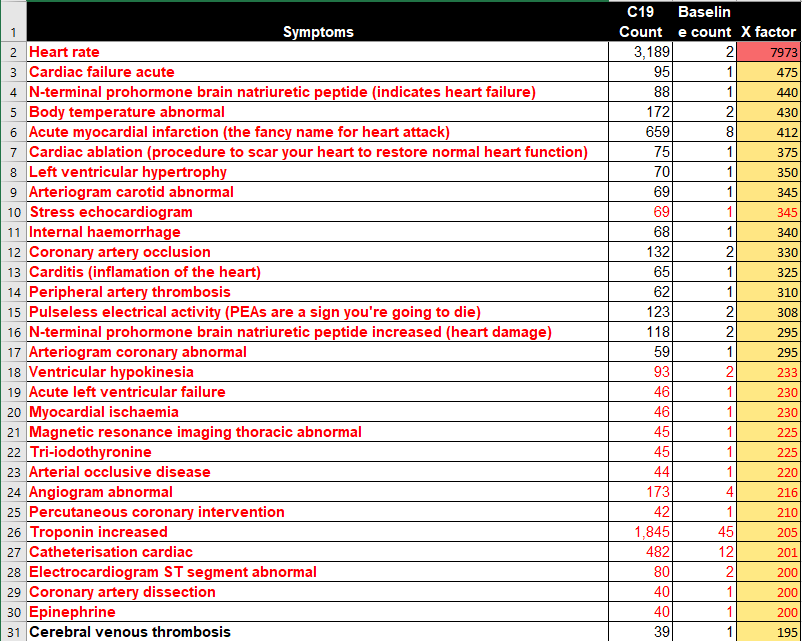 C19 Baselin
1 Symptoms Count e count X factor
2 Heart rate 3,189 2 7973
3 Cardiac failure acute 95 1 475
4 N-terminal prohormone brain natriuretic peptide (indicates heart failure) 88 1 440
5 Body temperature abnormal 172 2 430
6 Acute myocardial infarction (the fancy name for heart attack) 659 8 412
7 Cardiac ablation (procedure to scar your heart to restore normal heart function) 75 1 375
8 Left ventricular hypertrophy 70 1 350
9 Arteriogram carotid abnormal 69 1 345
10 Stress echocardiogram 69 1 345
11 Internal haemorrhage 68 1 340
12 Coronary artery occlusion 132 2 330
13 Carditis (inflamation of the heart) 65 1 325
14 Peripheral artery thrombosis 62 1 310
15 Pulseless electrical activity (PEAs are a sign you're going to die) 123 2 308
16 N-terminal prohormone brain natriuretic peptide increased (heart damage) 118 2 295
17 Arteriogram coronary abnormal 59 1 295
18 Ventricular hypokinesia 93 2 233
19 Acute left ventricular failure 46 1 230
20 Myocardial ischaemia 46 1 230
21 Magnetic resonance imaging thoracic abnormal 45 1 225
22 Tri-iodothyronine 45 1 225
23 Arterial occlusive disease 44 1 220
24 Angiogram abnormal 173 4 216
25 Percutaneous coronary intervention 42 1 210
26 Troponin increased 1,845 45 205
27 Catheterisation cardiac 482 12 201
28 Electrocardiogram ST segment abnormal 80 2 200
29 Coronary artery dissection 40 1 200
30 Epinephrine 40 1 200
31 Cerebral venous thrombosis 39 1 195